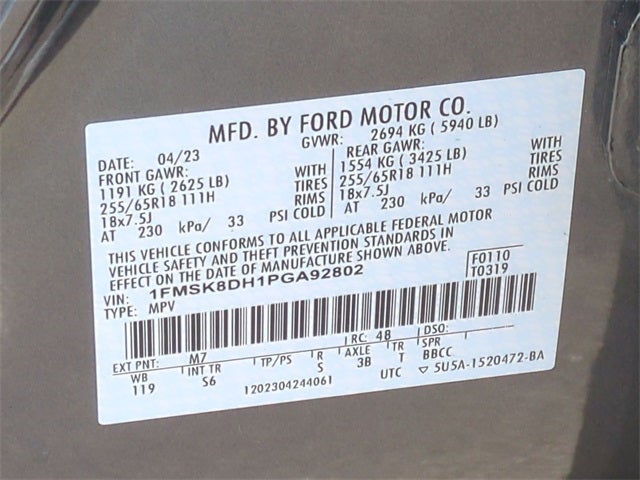 MFD. BY FORD MOTOR CO.
DATE: 04/23 GVWR: 2694 KG ( 5940 LB)
FRONT GAWR: WITH REAR GAWR: WITH
1191 KG ( 2625 LB) TIRES 1554 KG ( 3425 LB) TIRES
255/65R18 111H RIMS 255/65R18 111H RIMS
18x7.5J 18x7.5J
AT 230 kPa/ 33 PSI COLD AT 230 kPa/ 33 PSI COLD
THIS VEHICLE CONFORMS TO ALL APPLICABLE FEDERAL MOTOR
VEHICLE SAFETY AND THEFT PREVENTION STANDARDS IN
EFFECT ON THE DATE OF MANUFACTURE SHOWN ABOVE.
VIN: 1FMSK8DH1PGA92802 F0110
TYPE: MPV T0319
EXT PNT: M7 RC: 48 DSO:
WB INT TR TP/PS R AXLE TR SPR
119 S6 S 3B T BBCC
1202304244061 UTC ▽ 5U5A-1520472-BA